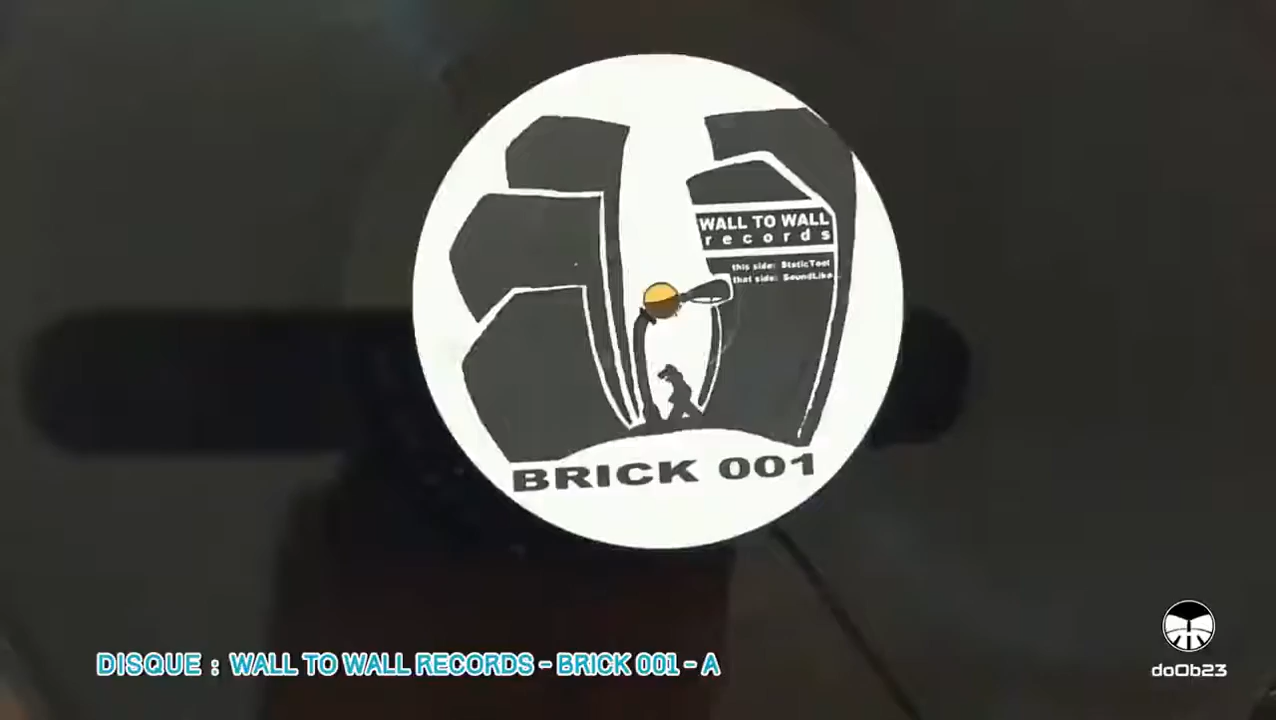 WALL TO WALL
records
this side: StaticTool
that side: SoundLike
BRICK 001
DISQUE : WALL TO WALL RECORDS - BRICK 001 - A
doOb23